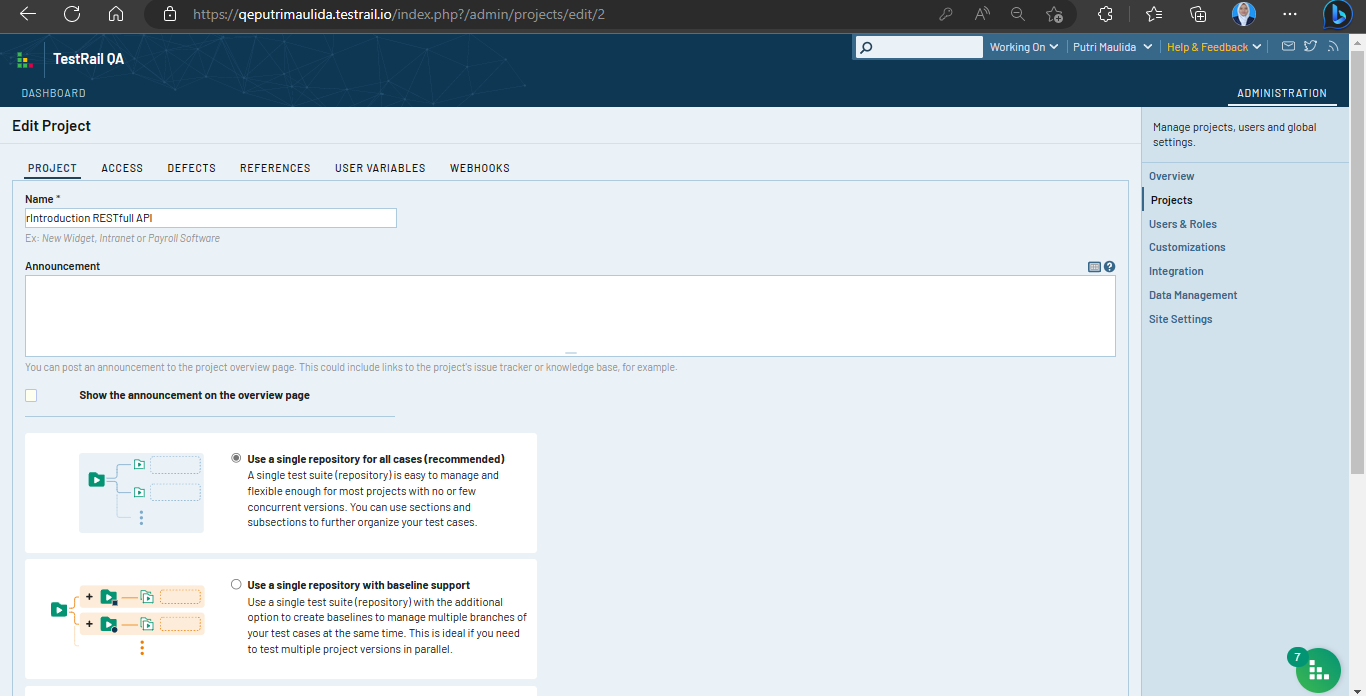 https://qeputrimaulida.testrail.io/index.php?/admin/projects/edit/2
TestRail QA
Working On
Putri Maulida
Help & Feedback
DASHBOARD
ADMINISTRATION
Edit Project
PROJECT ACCESS DEFECTS REFERENCES USER VARIABLES WEBHOOKS
Name *
rIntroduction RESTfull API
Ex: New Widget, Intranet or Payroll Software
Announcement
?
You can post an announcement to the project overview page. This could include links to the project's issue tracker or knowledge base, for example.
Show the announcement on the overview page
Use a single repository for all cases (recommended)
A single test suite (repository) is easy to manage and
flexible enough for most projects with no or few
concurrent versions. You can use sections and
subsections to further organize your test cases.
Use a single repository with baseline support
Use a single test suite (repository) with the additional
option to create baselines to manage multiple branches of
your test cases at the same time. This is ideal if you need
to test multiple project versions in parallel.
Manage projects, users and global
settings.
Overview
Projects
Users & Roles
Customizations
Integration
Data Management
Site Settings
7